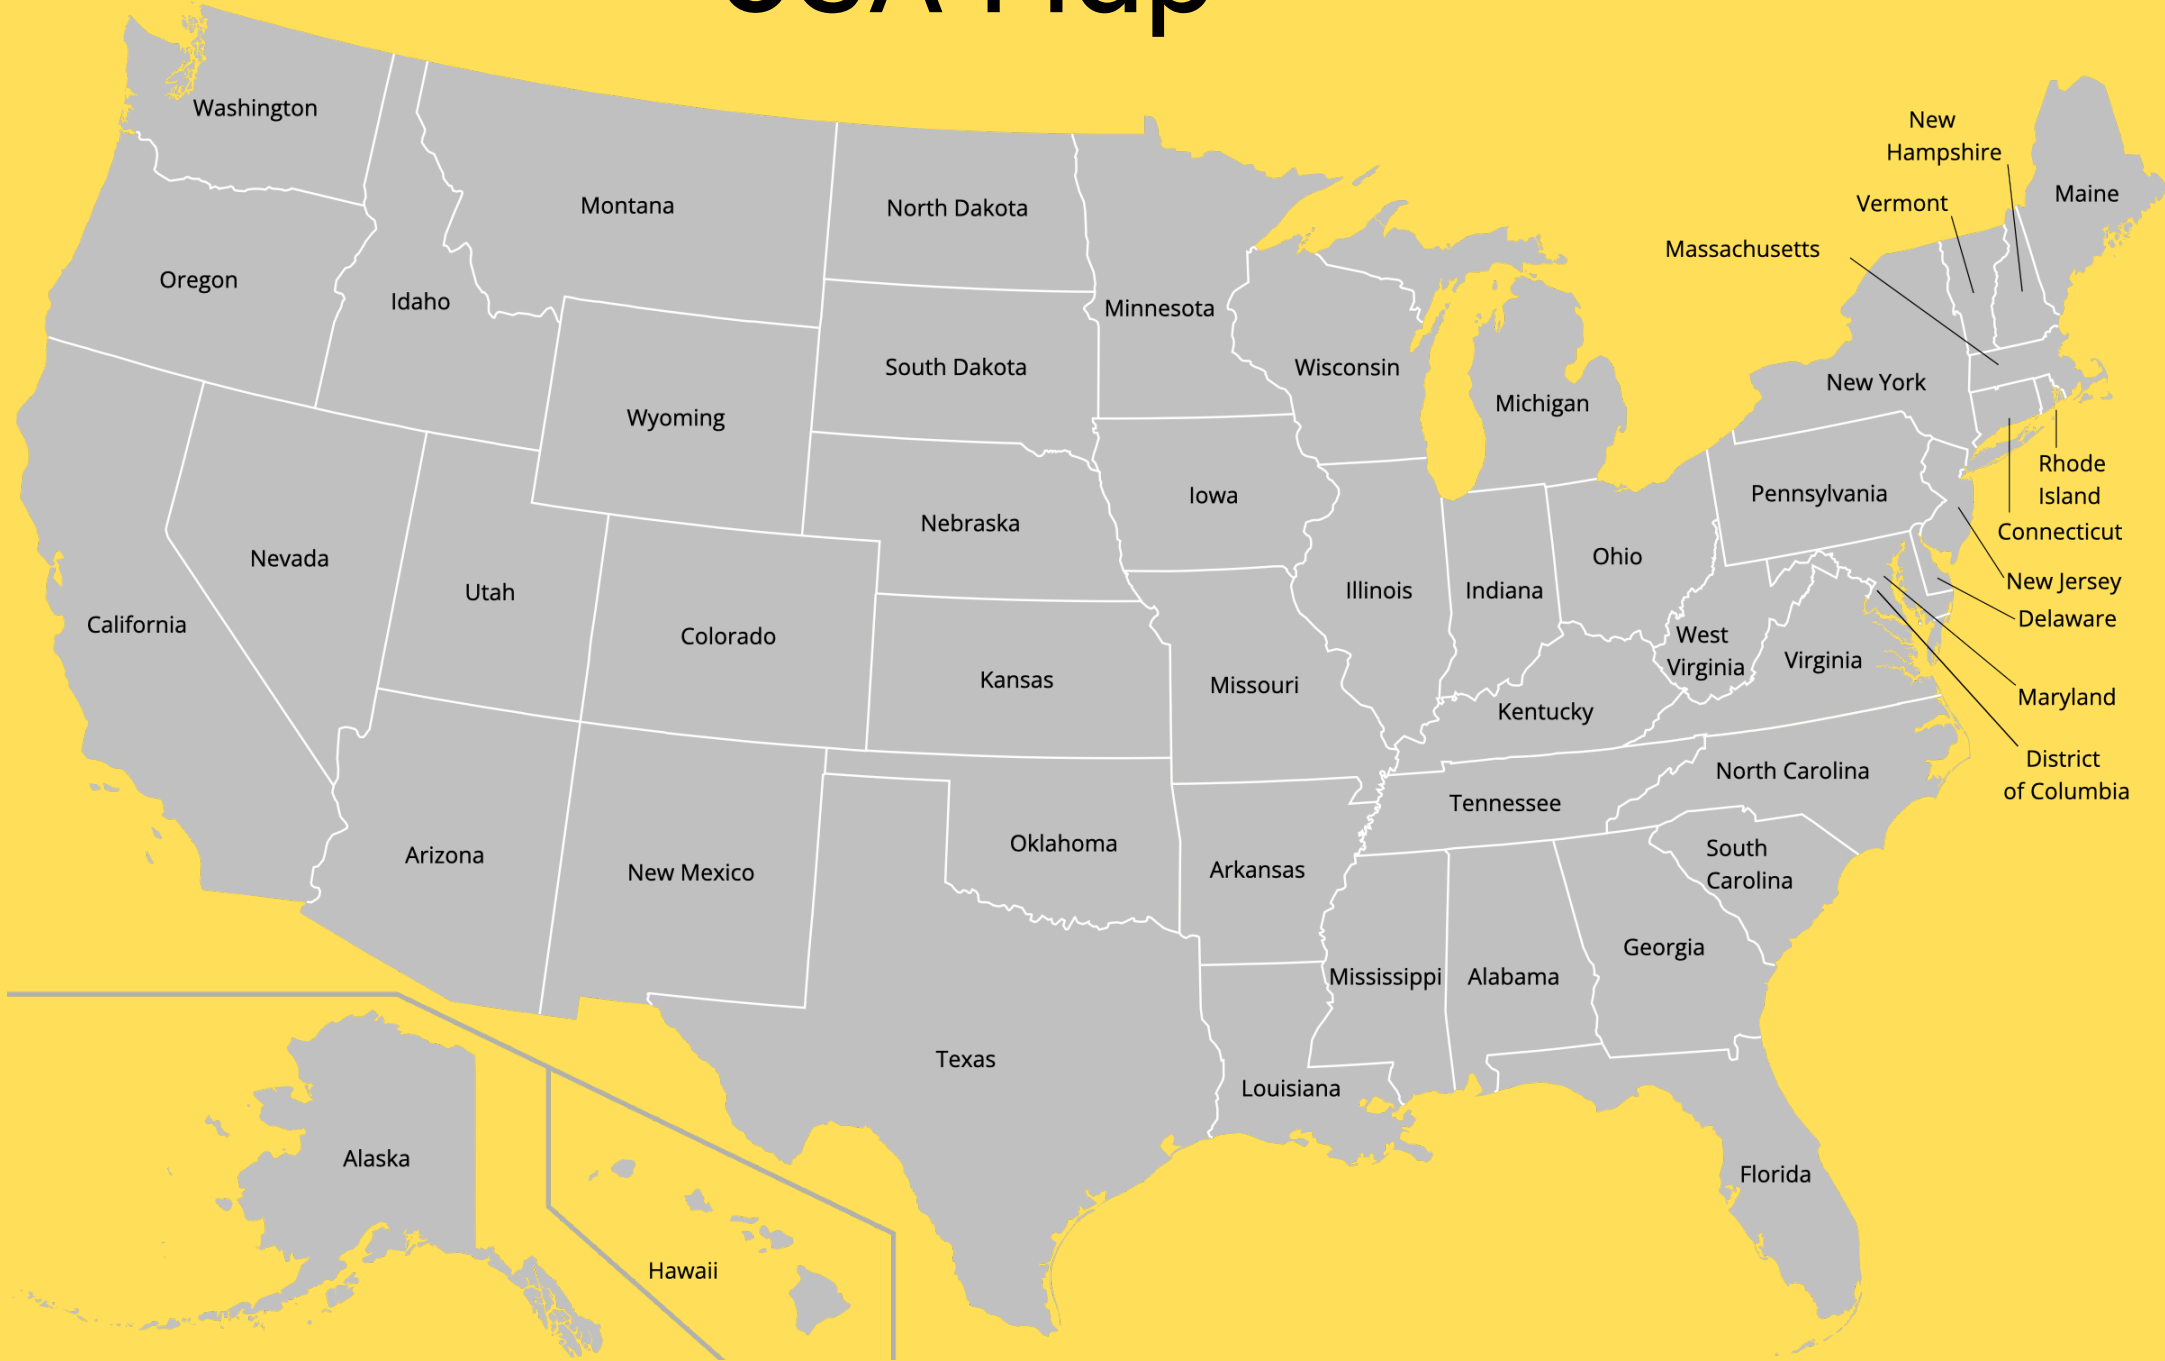 USA Map
Washington
Montana
North Dakota
Minnesota
Oregon
Idaho
Wyoming
South Dakota
Wisconsin
Michigan
New
Hampshire
Vermont
Maine
Massachusetts
New York
Rhode
Island
Connecticut
Pennsylvania
New Jersey
Delaware
Maryland
District
of Columbia
Iowa
Nebraska
Nevada
Utah
California
Colorado
Kansas
Missouri
Illinois
Indiana
Ohio
West
Virginia
Virginia
Kentucky
North Carolina
Tennessee
South
Carolina
Arizona
New Mexico
Oklahoma
Arkansas
Mississippi
Alabama
Georgia
Texas
Louisiana
Florida
Alaska
Hawaii